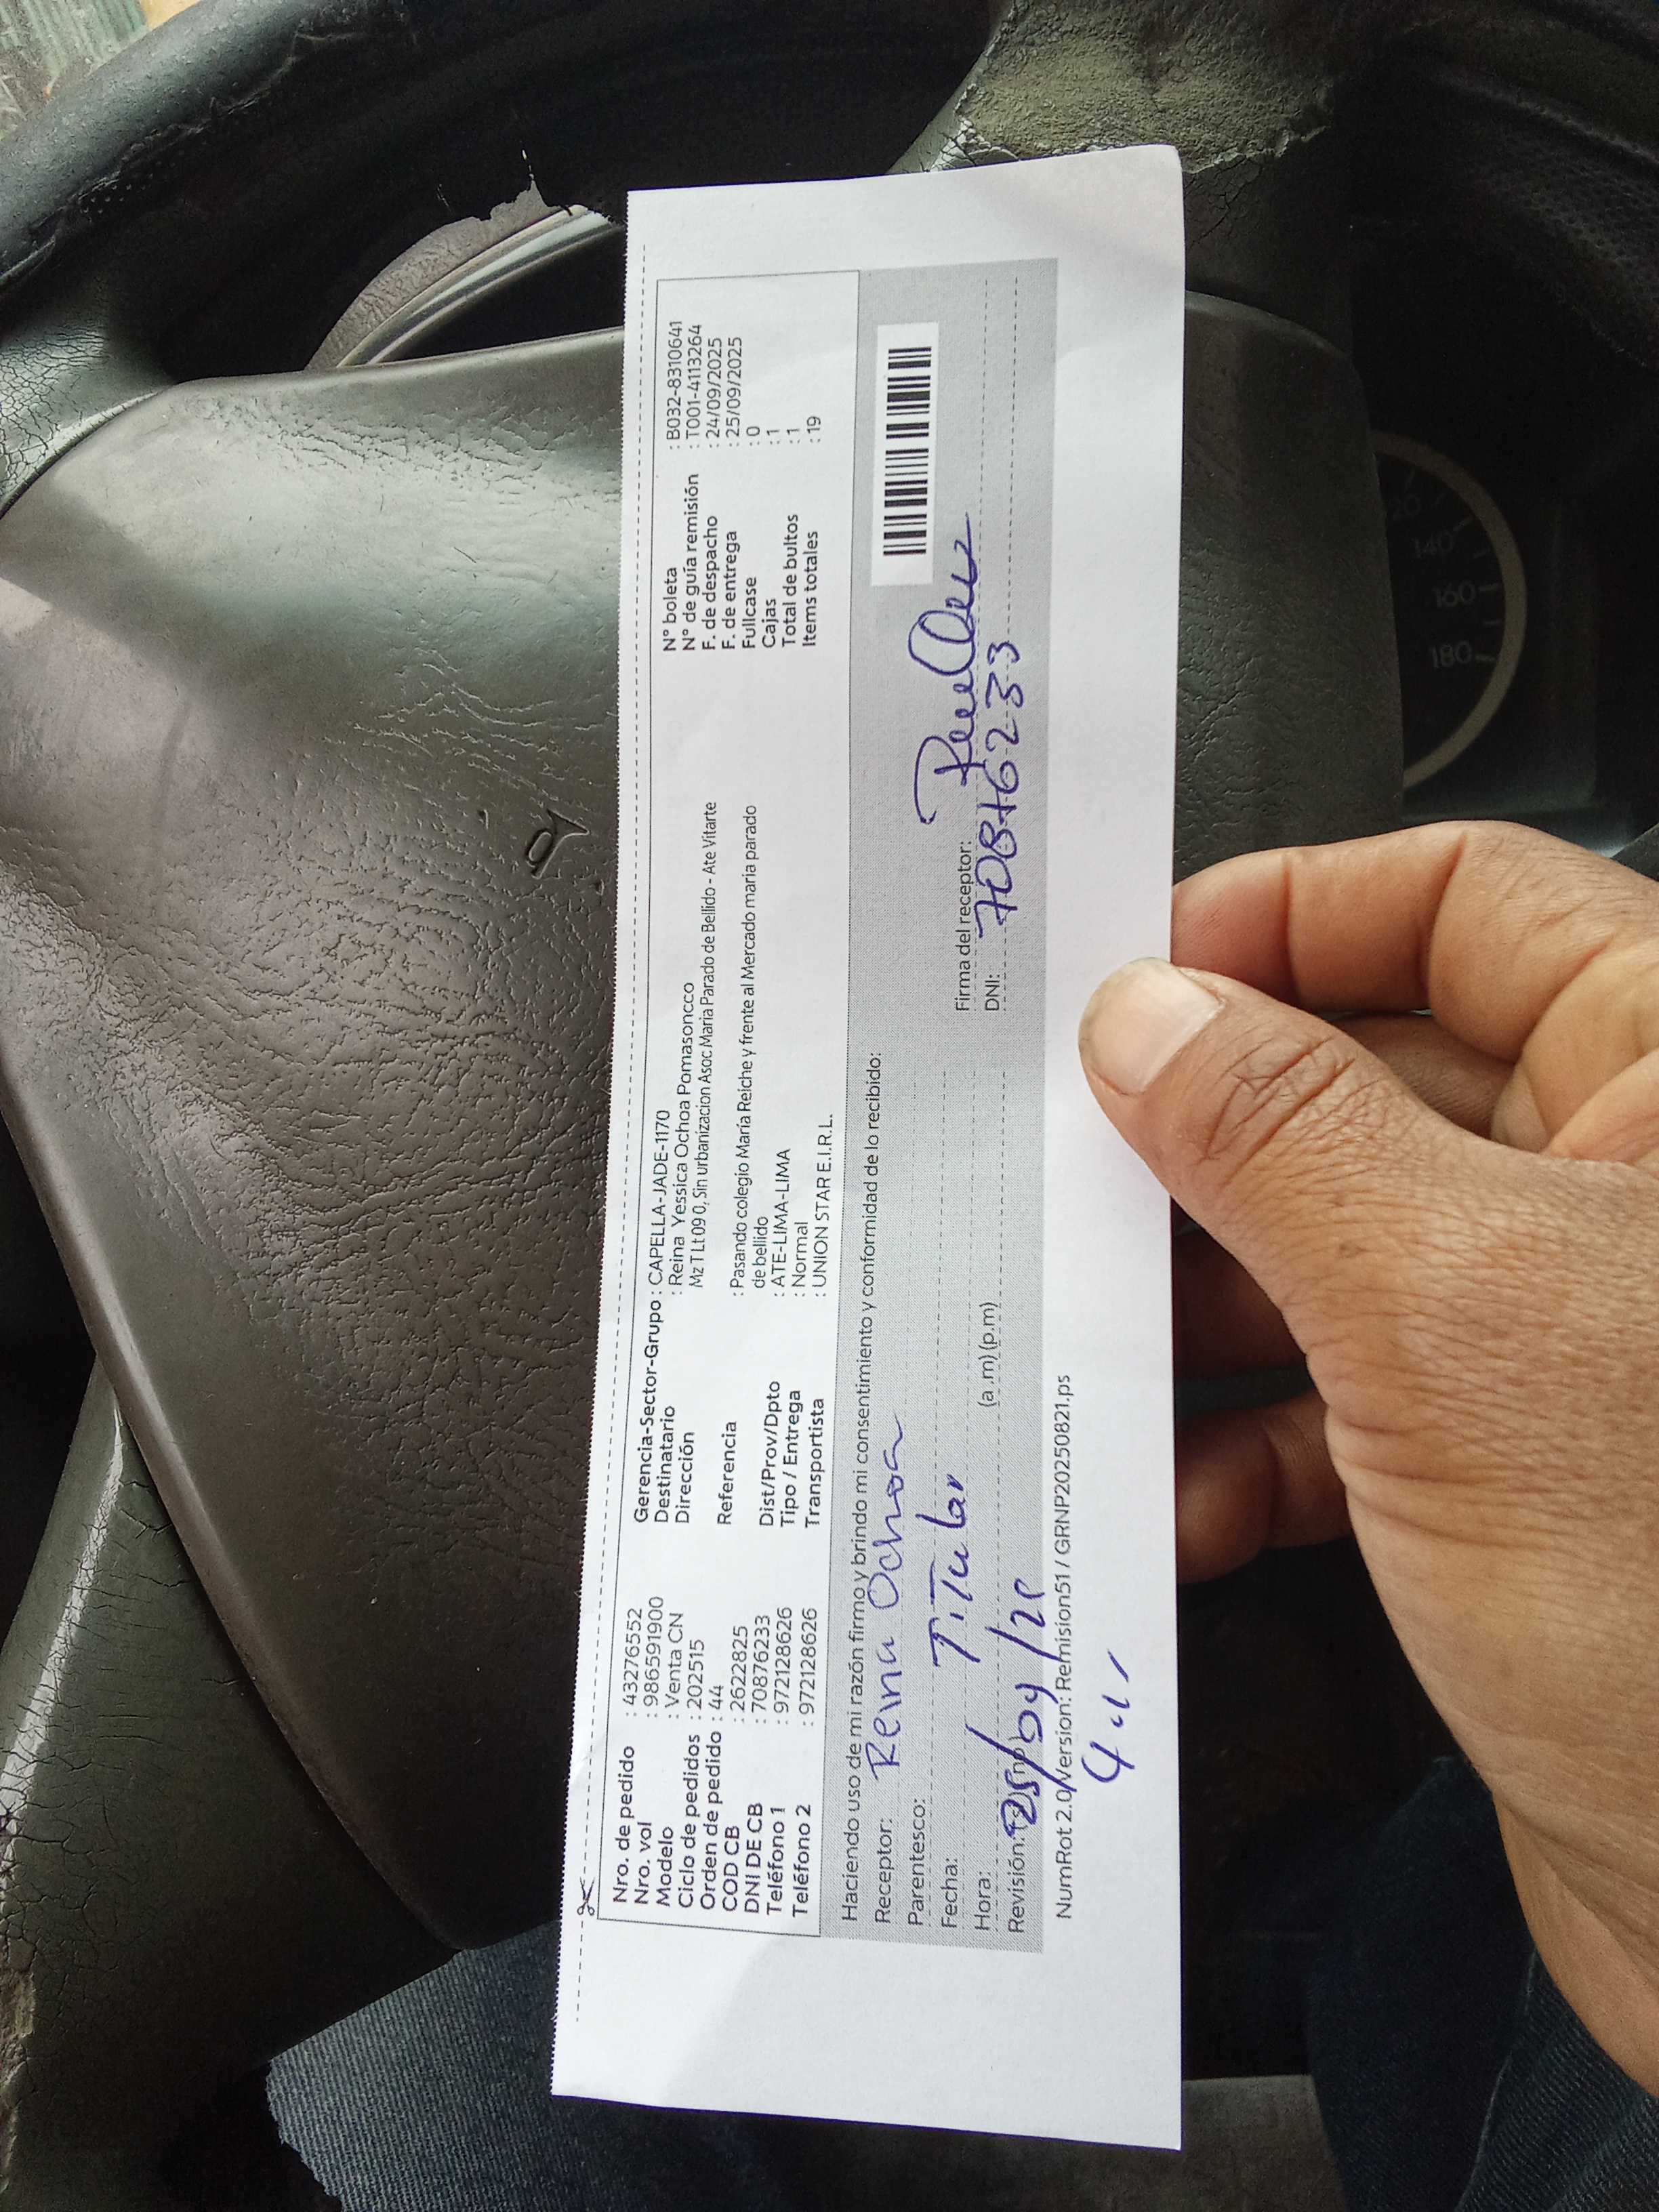 Nro. de pedido : 43276552
Nro. vol : 986591900
Modelo : Venta CN
Ciclo de pedidos : 202515
Orden de pedido : 44
COD CB : 2622825
DNI DE CB : 70876233
Teléfono 1 : 972128626
Teléfono 2 : 972128626
Gerencia-Sector-Grupo : CAPELLA-JADE-1170
Destinatario : Reina Yessica Ochoa Pomasoncco
Dirección Mz T Lt 09 0, Sin urbanizacion Asoc Maria Parado de Bellido - Ate Vitarte
Referencia : Pasando colegio María Reiche y frente al Mercado maria parado
de bellido
Dist/Prov/Dpto : ATE-LIMA-LIMA
Tipo / Entrega : Normal
Transportista : UNION STAR E.I.R.L.
N° boleta : B032-8310641
N° de guía remisión : T001-4113264
F. de despacho : 24/09/2025
F. de entrega : 25/09/2025
Fullcase : 0
Cajas : 1
Total de bultos : 1
Items totales : 19
Haciendo uso de mi razón firmo y brindo mi consentimiento y conformidad de lo recibido:
Receptor: Reina Ochoa
Parentesco: Titular
Fecha:
Hora: (a.m) (p.m)
Revisión:
Firma del receptor:
DNI: 70876233
NumRot 2.0/Version: Remision51 / GRNP20250821.ps
180
160
140